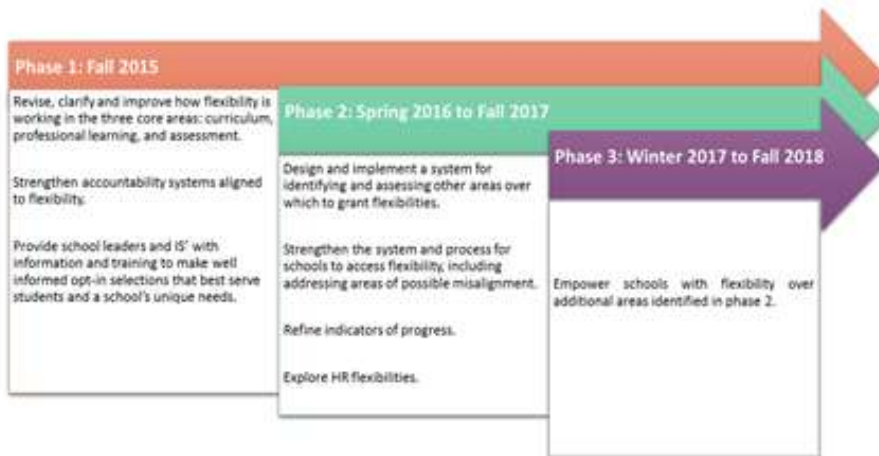 Phase 1: Fall 2015
Revise, clarify and improve how flexibility is
working in the three core areas: curriculum,
professional learning, and assessment.
Strengthen accountability systems aligned
to flexibility.
Provide school leaders and IS' with
information and training to make well
informed opt-in selections that best serve
students and a school's unique needs.
Phase 2: Spring 2016 to Fall 2017
Design and implement a system for
identifying and assessing other areas over
which to grant flexibilities.
Strengthen the system and process for
schools to access flexibility, including
addressing areas of possible misalignment.
Refine indicators of progress.
Explore HR flexibilities.
Phase 3: Winter 2017 to Fall 2018
Empower schools with flexibility over
additional areas identified in phase 2.